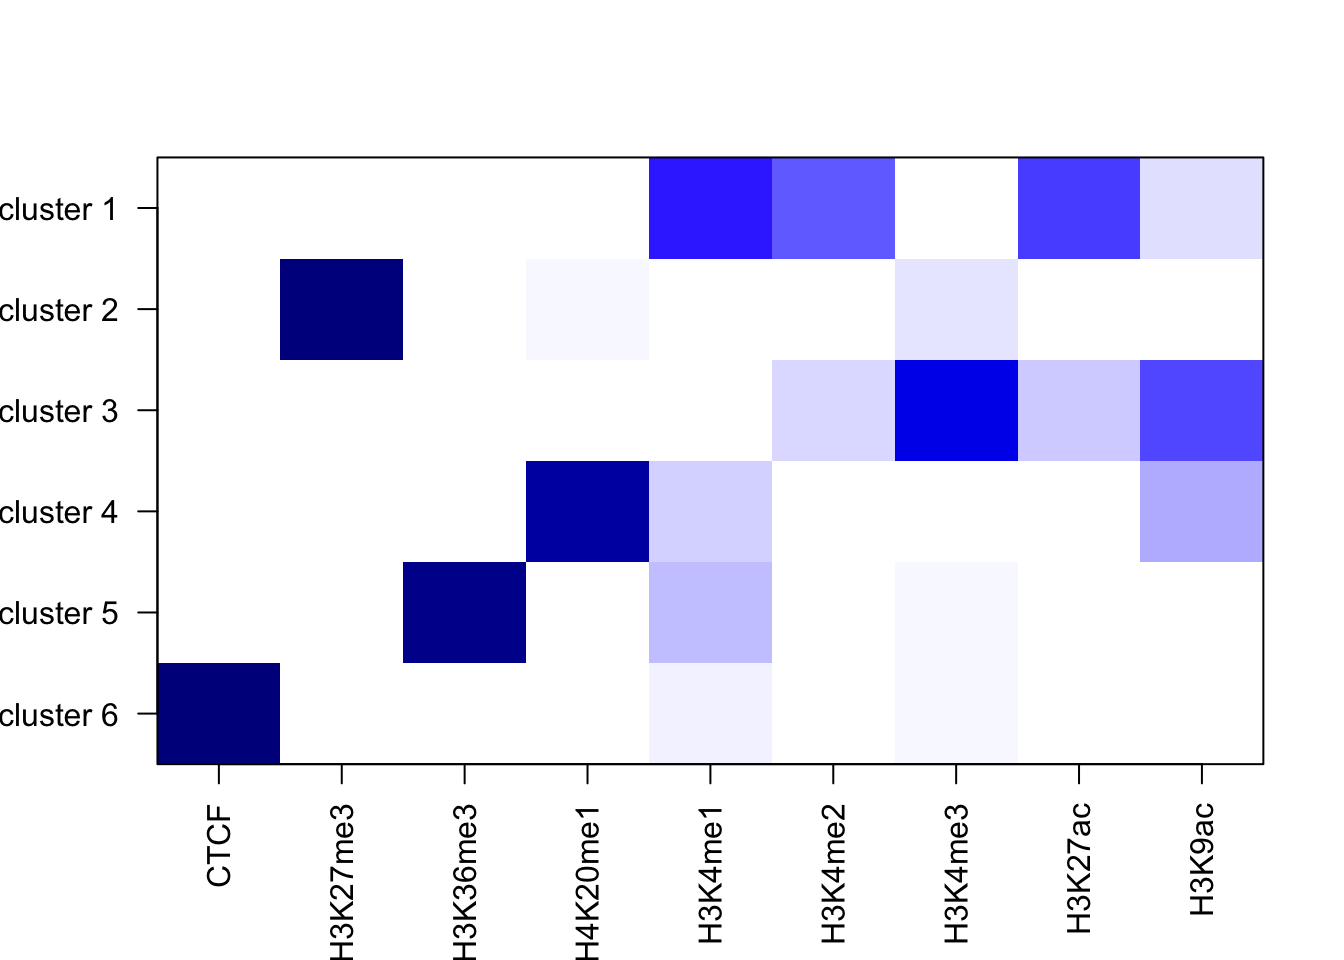 cluster 1
cluster 2
cluster 3
cluster 4
cluster 5
cluster 6
CTCF
H3K27me3
H3K36me3
H4K20me1
H3K4me1
H3K4me2
H3K4me3
H3K27ac
H3K9ac